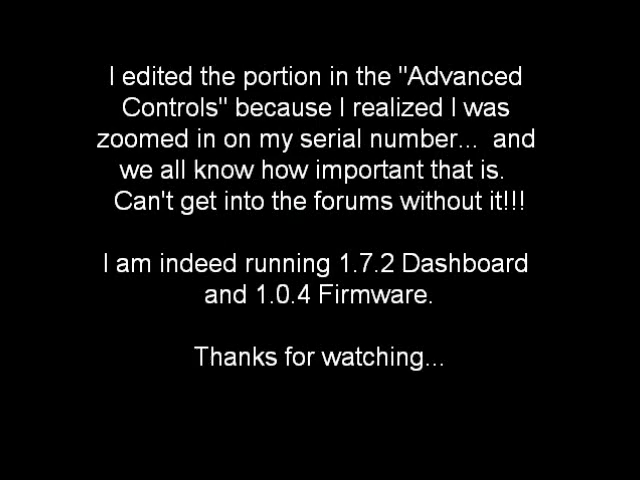 I edited the portion in the "Advanced
Controls" because I realized I was
zoomed in on my serial number...  and
we all know how important that is.
Can't get into the forums without it!!!
I am indeed running 1.7.2 Dashboard
and 1.0.4 Firmware.
Thanks for watching...